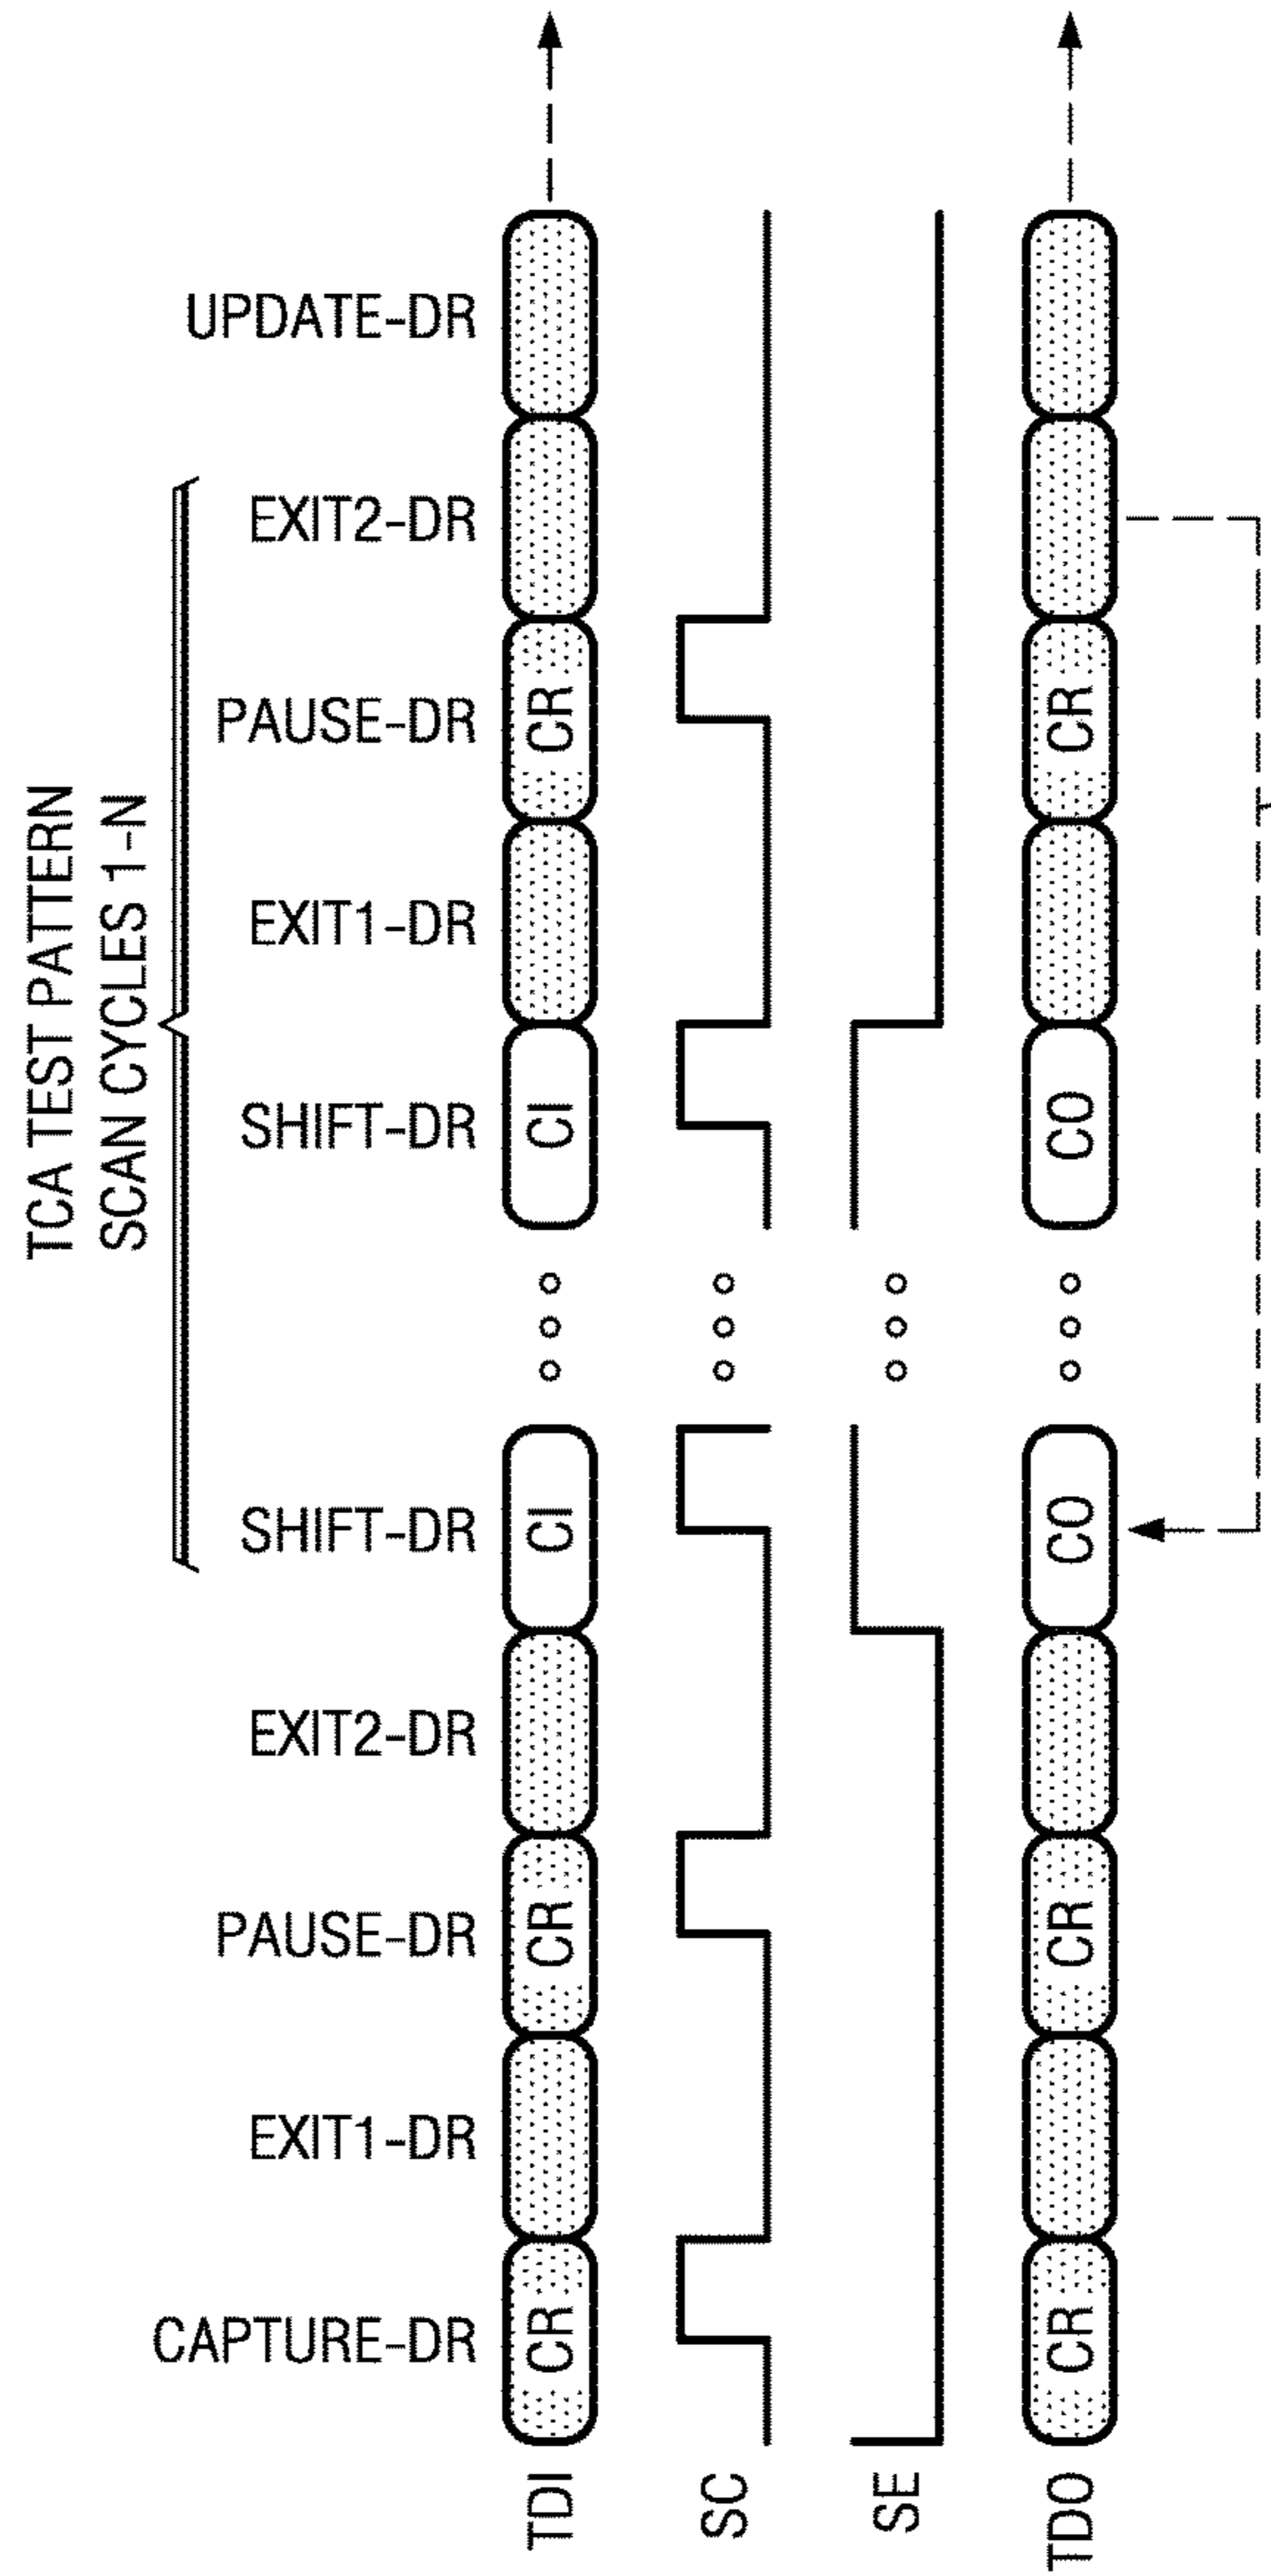 TCA TEST PATTERN
SCAN CYCLES 1-N
CAPTURE-DR
EXIT1-DR
PAUSE-DR
EXIT2-DR
SHIFT-DR
SHIFT-DR
EXIT1-DR
PAUSE-DR
EXIT2-DR
UPDATE-DR
TDI
CR
CR
CI
CI
CR
SC
SE
TDO
CR
CR
CO
CO
CR